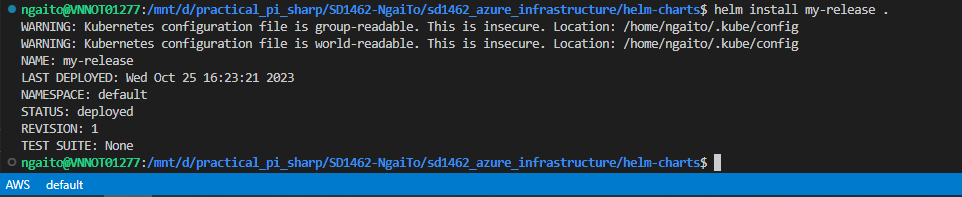 ngaito@VNNOT01277:/mnt/d/practical_pi_sharp/SD1462-NgaiTo/sd1462_azure_infrastructure/helm-charts$ helm install my-release .
WARNING: Kubernetes configuration file is group-readable. This is insecure. Location: /home/ngaito/.kube/config
WARNING: Kubernetes configuration file is world-readable. This is insecure. Location: /home/ngaito/.kube/config
NAME: my-release
LAST DEPLOYED: Wed Oct 25 16:23:21 2023
NAMESPACE: default
STATUS: deployed
REVISION: 1
TEST SUITE: None
ngaito@VNNOT01277:/mnt/d/practical_pi_sharp/SD1462-NgaiTo/sd1462_azure_infrastructure/helm-charts$
AWS default